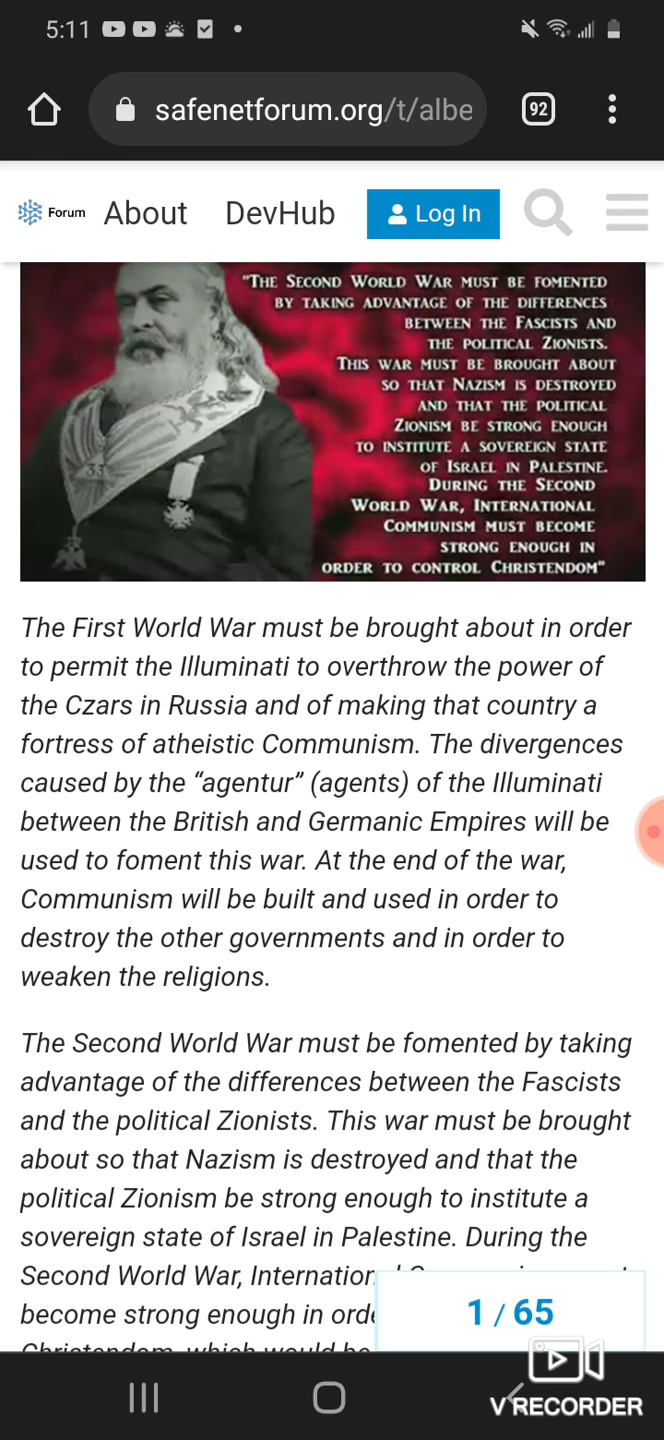 5:11
92
safenetforum.org/t/albe
Forum
About
DevHub
Log In
"The Second World War must be fomented
by taking advantage of the differences
between the Fascists and
the political Zionists.
This war must be brought about
so that Nazism is destroyed
and that the political
Zionism be strong enough
to institute a sovereign state
of Israel in Palestine.
During the Second
World War, International
Communism must become
strong enough in
order to control Christendom"
33
The First World War must be brought about in order
to permit the Illuminati to overthrow the power of
the Czars in Russia and of making that country a
fortress of atheistic Communism. The divergences
caused by the “agentur” (agents) of the Illuminati
between the British and Germanic Empires will be
used to foment this war. At the end of the war,
Communism will be built and used in order to
destroy the other governments and in order to
weaken the religions.
The Second World War must be fomented by taking
advantage of the differences between the Fascists
and the political Zionists. This war must be brought
about so that Nazism is destroyed and that the
political Zionism be strong enough to institute a
sovereign state of Israel in Palestine. During the
Second World War,
become strong enough in
Christendom, which would be
1 / 65
V RECORDER